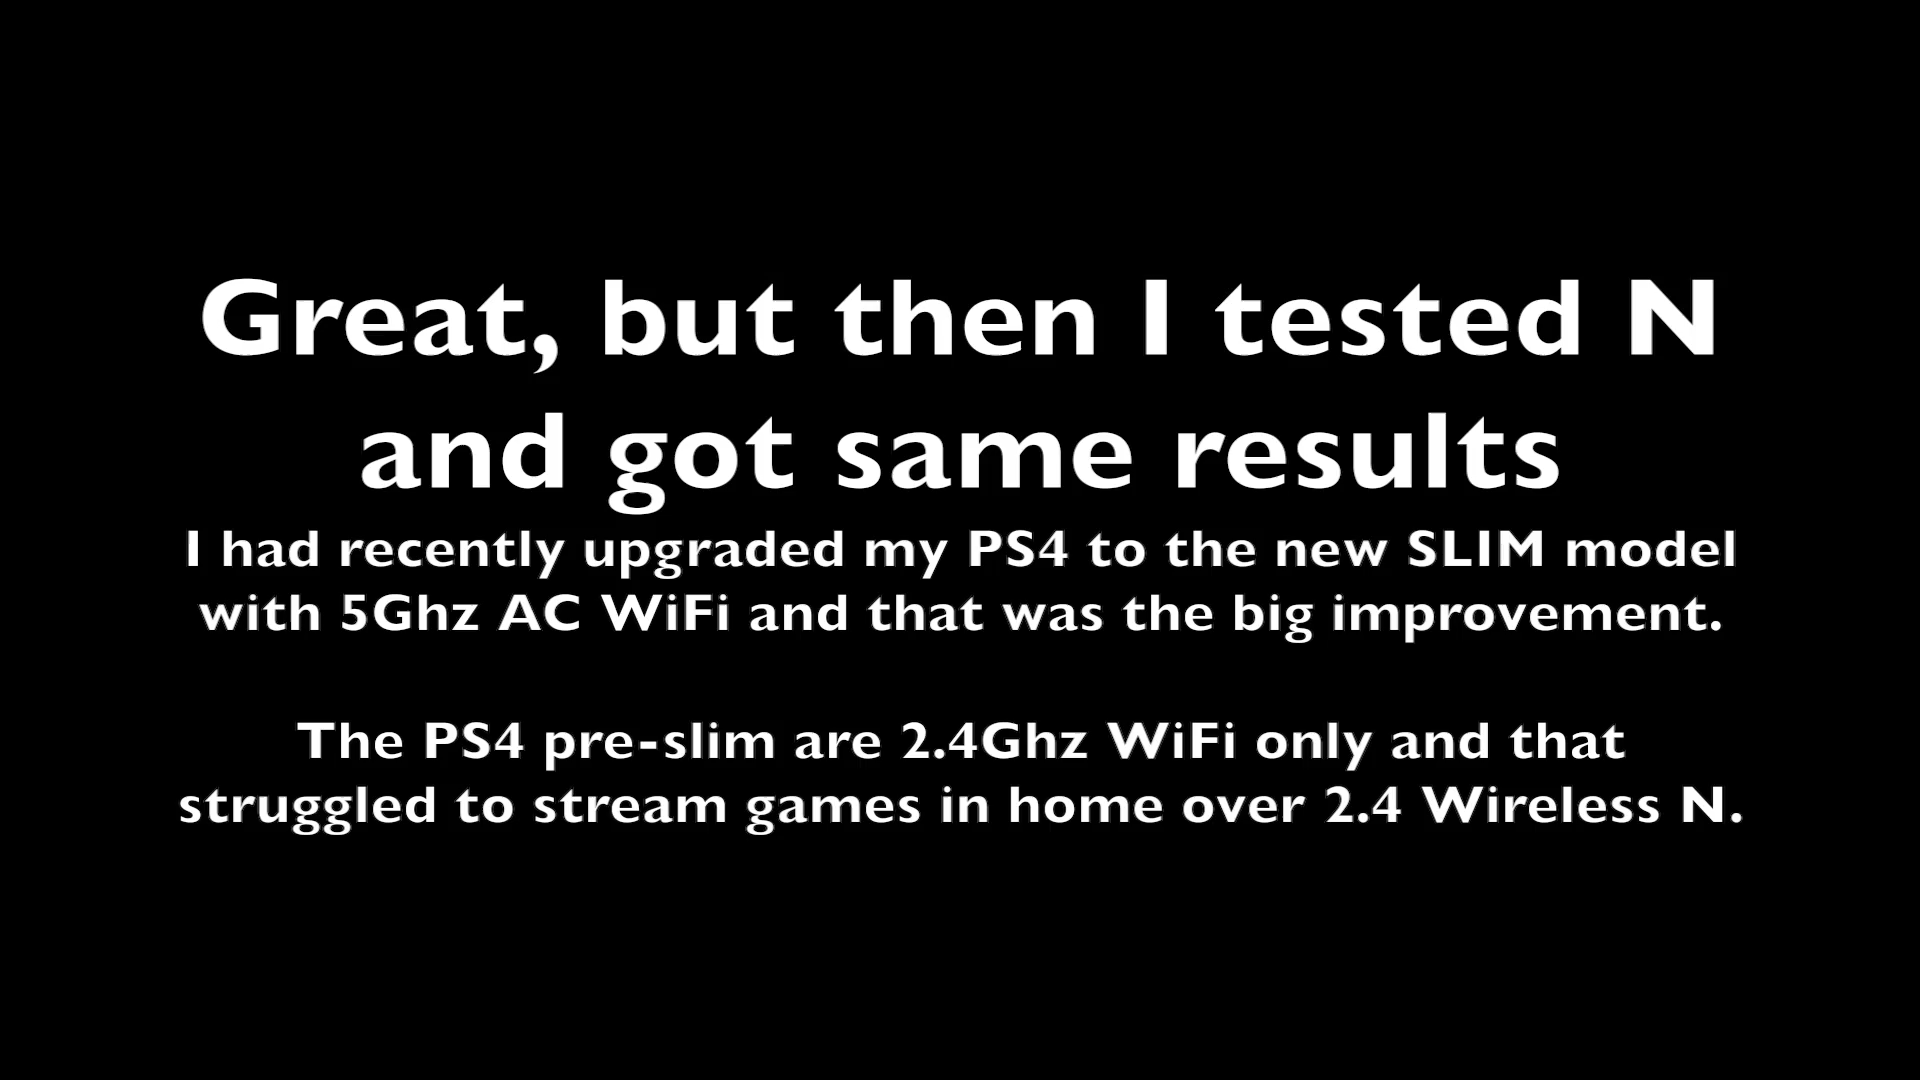 Great, but then I tested N
and got same results
I had recently upgraded my PS4 to the new SLIM model
with 5Ghz AC WiFi and that was the big improvement.
The PS4 pre-slim are 2.4Ghz WiFi only and that
struggled to stream games in home over 2.4 Wireless N.